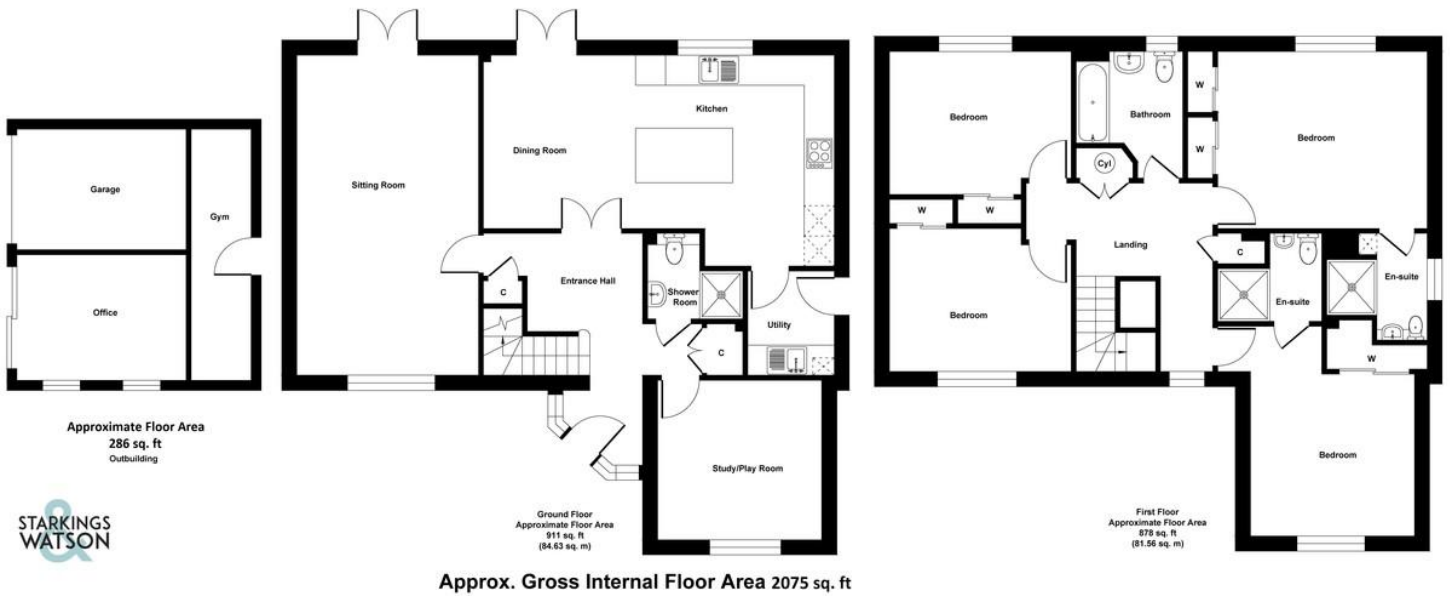 Garage
Gym
Office
Approximate Floor Area
286 sq. ft
Outbuilding
&
STARKINGS
WATSON
Sitting Room
Kitchen
Dining Room
Entrance Hall
C
Shower
Room
Utility
C
Study/Play Room
Ground Floor
Approximate Floor Area
911 sq. ft
(84.63 sq. m)
Bedroom
Bathroom
W
W
Bedroom
Cyl
W
W
Landing
C
En-suite
En-suite
Bedroom
W
Bedroom
First Floor
Approximate Floor Area
878 sq. ft
(81.56 sq. m)
Approx. Gross Internal Floor Area 2075 sq. ft